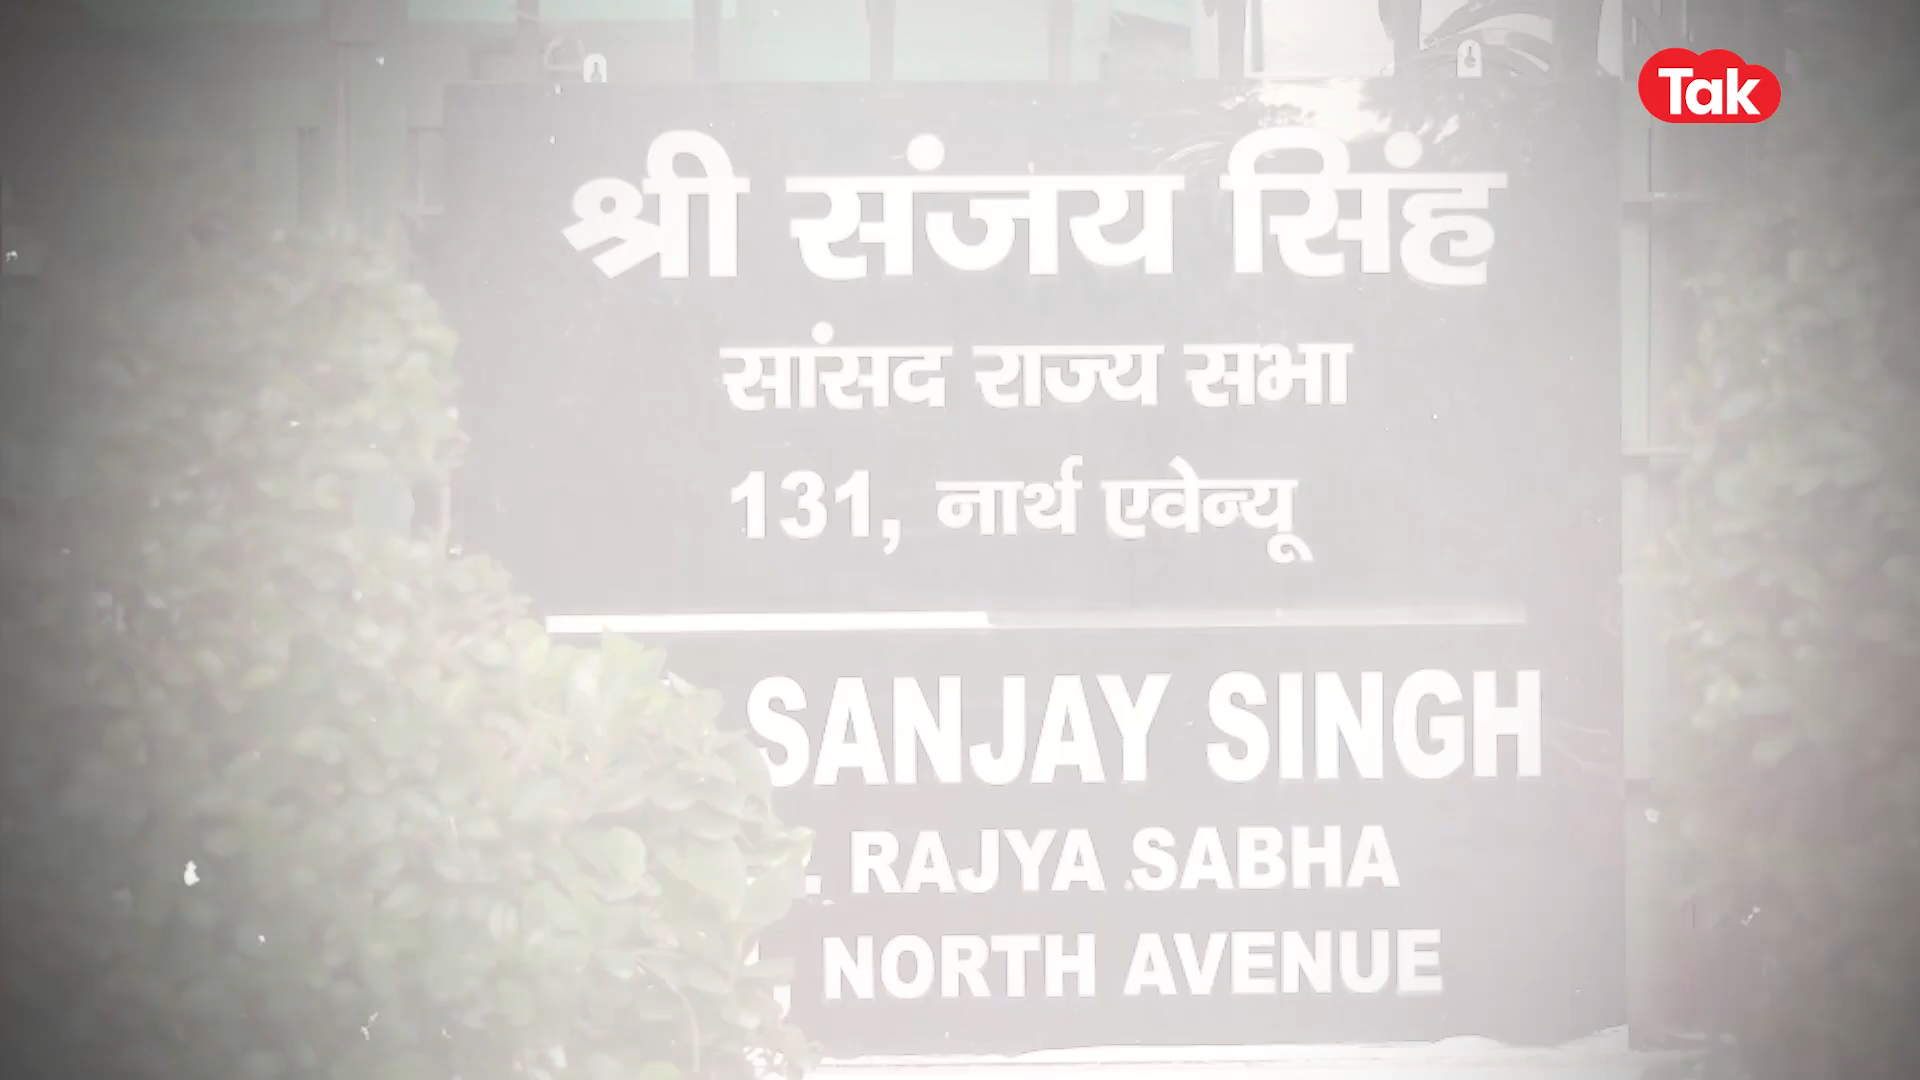 Tak
श्री संजय सिंह
सांसद राज्य सभा
131, नार्थ एवेन्यू
SANJAY SINGH
RAJYA SABHA
, NORTH AVENUE